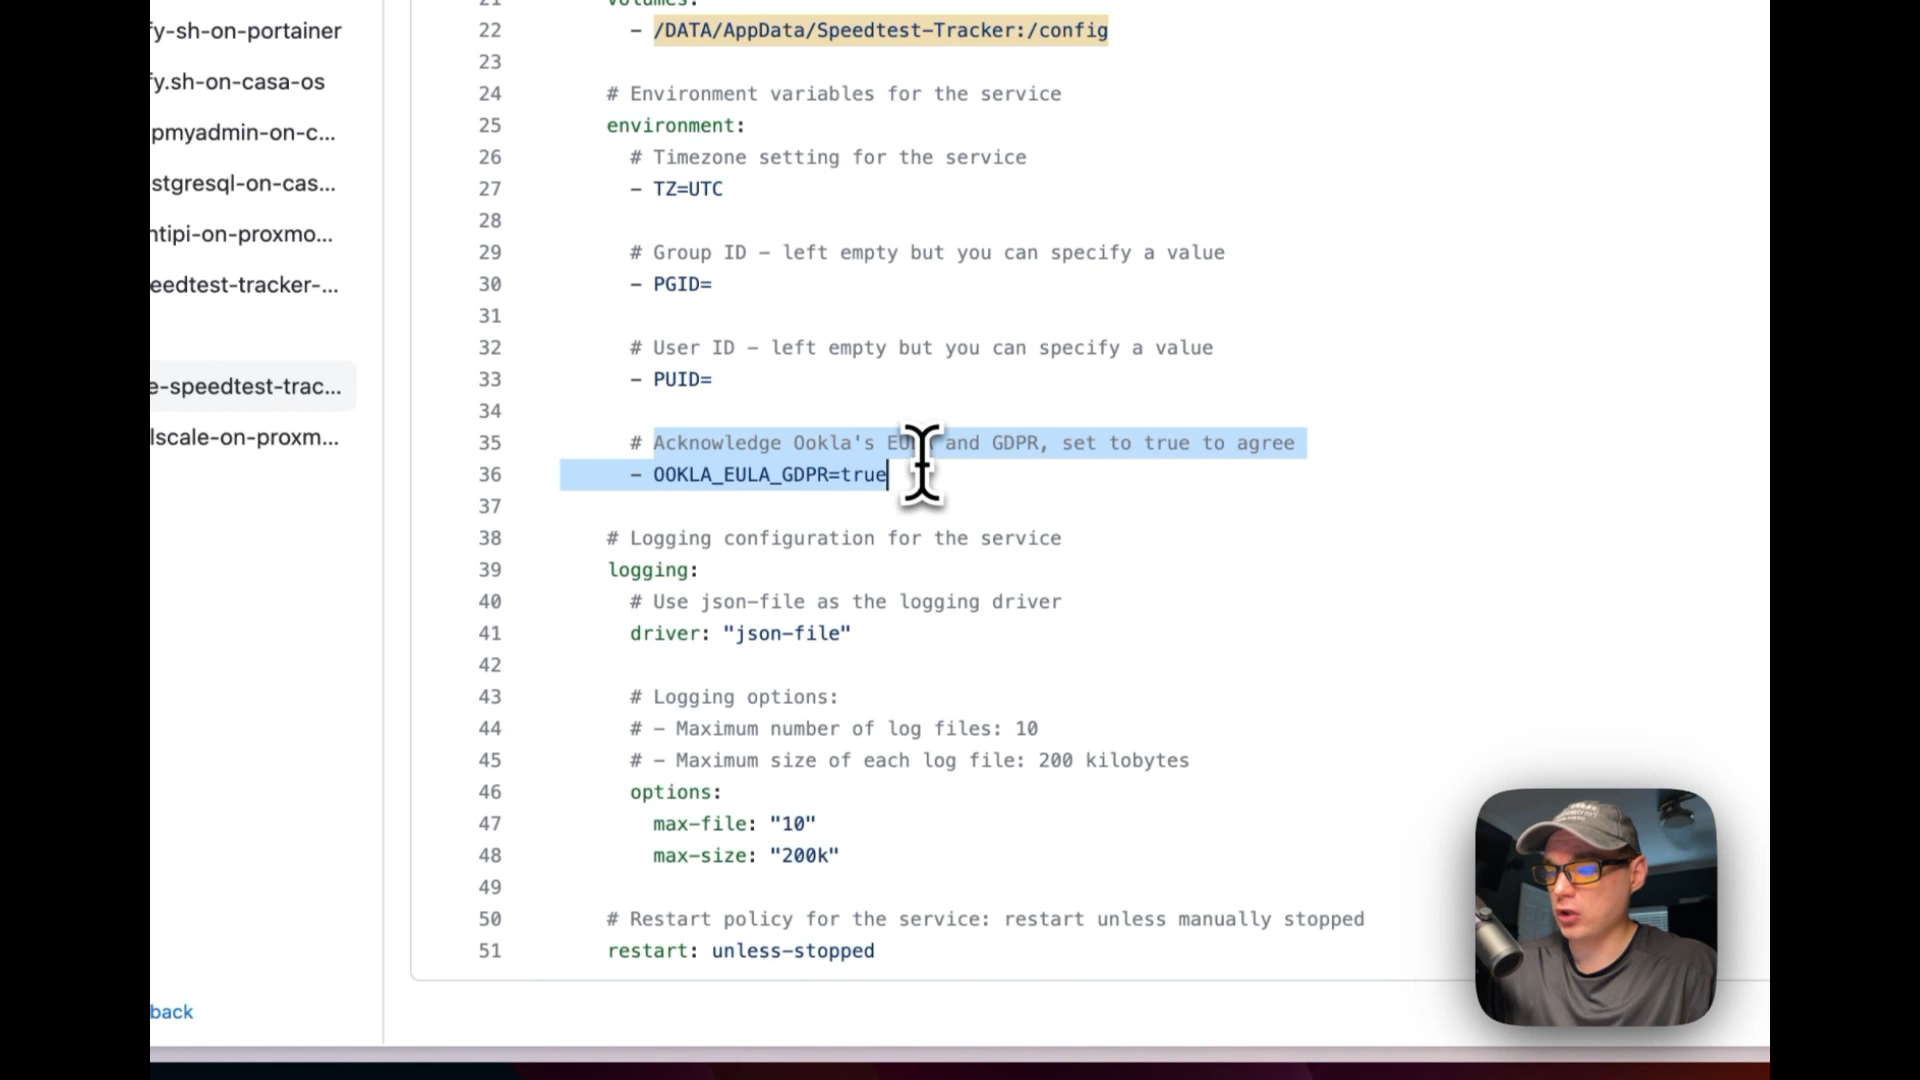 fy-sh-on-portainer
fy.sh-on-casa-os
pmyadmin-on-c...
stgresql-on-cas...
ntipi-on-proxmo...
eedtest-tracker-...
e-speedtest-trac...
lscale-on-proxm...
back
21 volumes:
22 - /DATA/AppData/Speedtest-Tracker:/config
23
24 # Environment variables for the service
25 environment:
26 # Timezone setting for the service
27 - TZ=UTC
28
29 # Group ID - left empty but you can specify a value
30 - PGID=
31
32 # User ID - left empty but you can specify a value
33 - PUID=
34
35 # Acknowledge Ookla's EULA and GDPR, set to true to agree
36 - OOKLA_EULA_GDPR=true
37
38 # Logging configuration for the service
39 logging:
40 # Use json-file as the logging driver
41 driver: "json-file"
42
43 # Logging options:
44 # - Maximum number of log files: 10
45 # - Maximum size of each log file: 200 kilobytes
46 options:
47 max-file: "10"
48 max-size: "200k"
49
50 # Restart policy for the service: restart unless manually stopped
51 restart: unless-stopped